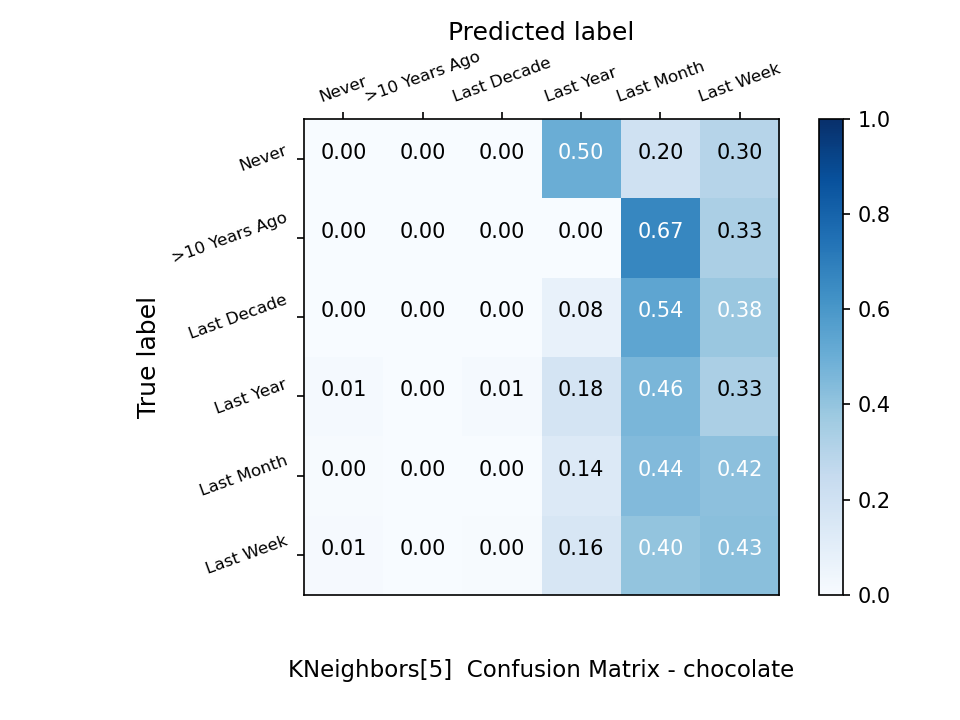 Predicted label
Never >10 Years Ago Last Decade Last Year Last Month Last Week
Never 0.00 0.00 0.00 0.50 0.20 0.30
>10 Years Ago 0.00 0.00 0.00 0.00 0.67 0.33
Last Decade 0.00 0.00 0.00 0.08 0.54 0.38
Last Year 0.01 0.00 0.01 0.18 0.46 0.33
Last Month 0.00 0.00 0.00 0.14 0.44 0.42
Last Week 0.01 0.00 0.00 0.16 0.40 0.43
True label
1.0
0.8
0.6
0.4
0.2
0.0
KNeighbors[5]  Confusion Matrix - chocolate